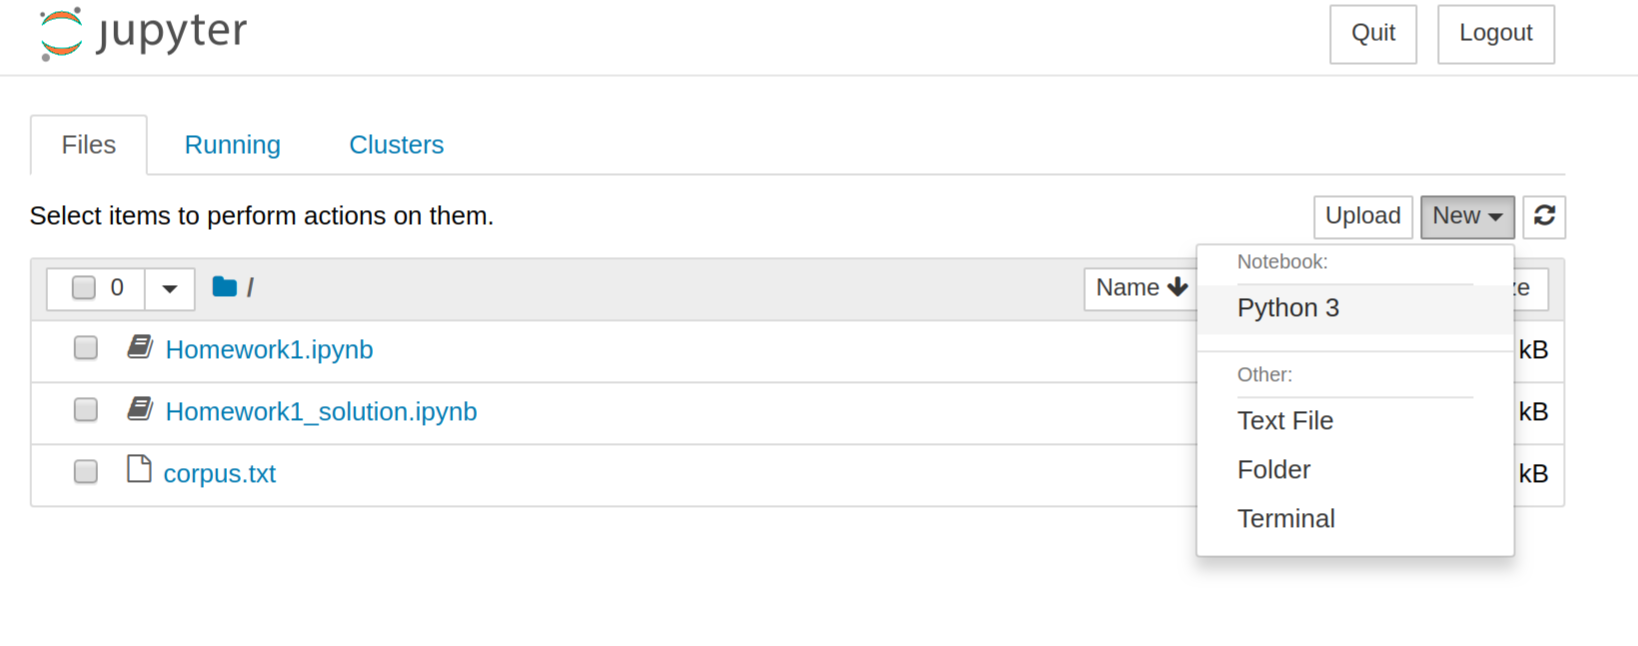 jupyter
Quit
Logout
Files
Running
Clusters
Select items to perform actions on them.
Upload
New
0
/
Name
Notebook:
Python 3
Other:
Text File
Folder
Terminal
Homework1.ipynb
kB
Homework1_solution.ipynb
kB
corpus.txt
kB